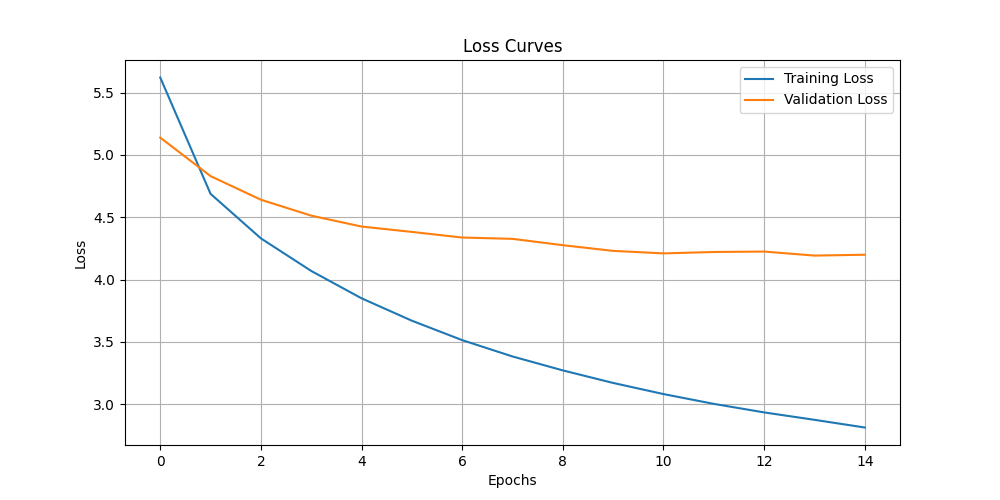 Loss Curves
Training Loss
Validation Loss
5.5
5.0
4.5
4.0
3.5
3.0
Loss
0 2 4 6 8 10 12 14
Epochs